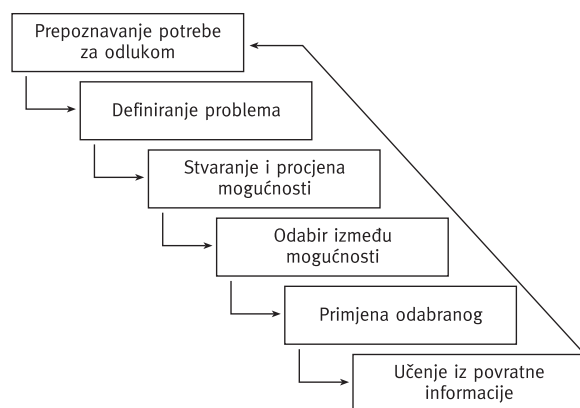 Prepoznavanje potrebe
za odlukom
Definiranje problema
Stvaranje i procjena
mogućnosti
Odabir između
mogućnosti
Primjena odabranog
Učenje iz povratne
informacije